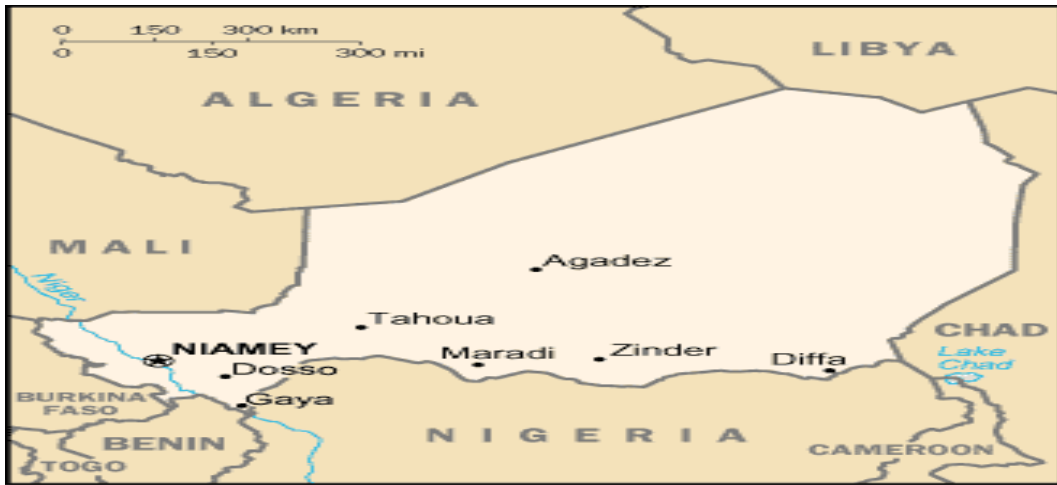 0 150 300 km
0 150 300 mi
LIBYA
ALGERIA
MALI
Niger
Agadez
Tahoua
CHAD
NIAMEY
Maradi
Zinder
Diffa
Lake
Chad
Dosso
BURKINA
FASO
Gaya
BENIN
NIGERIA
CAMEROON
TOGO